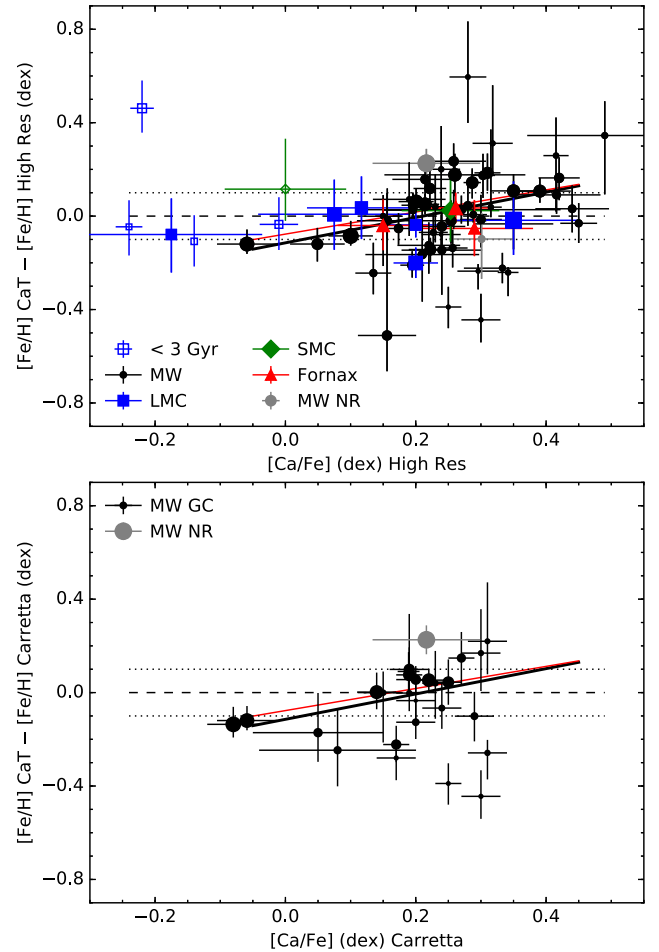 0.8
0.4
0.0
−0.4
−0.8
[Fe/H] CaT − [Fe/H] High Res (dex)
< 3 Gyr
MW
LMC
SMC
Fornax
MW NR
−0.2
0.0
0.2
0.4
[Ca/Fe] (dex) High Res
0.8
0.4
0.0
−0.4
−0.8
[Fe/H] CaT − [Fe/H] Carretta (dex)
MW GC
MW NR
−0.2
0.0
0.2
0.4
[Ca/Fe] (dex) Carretta